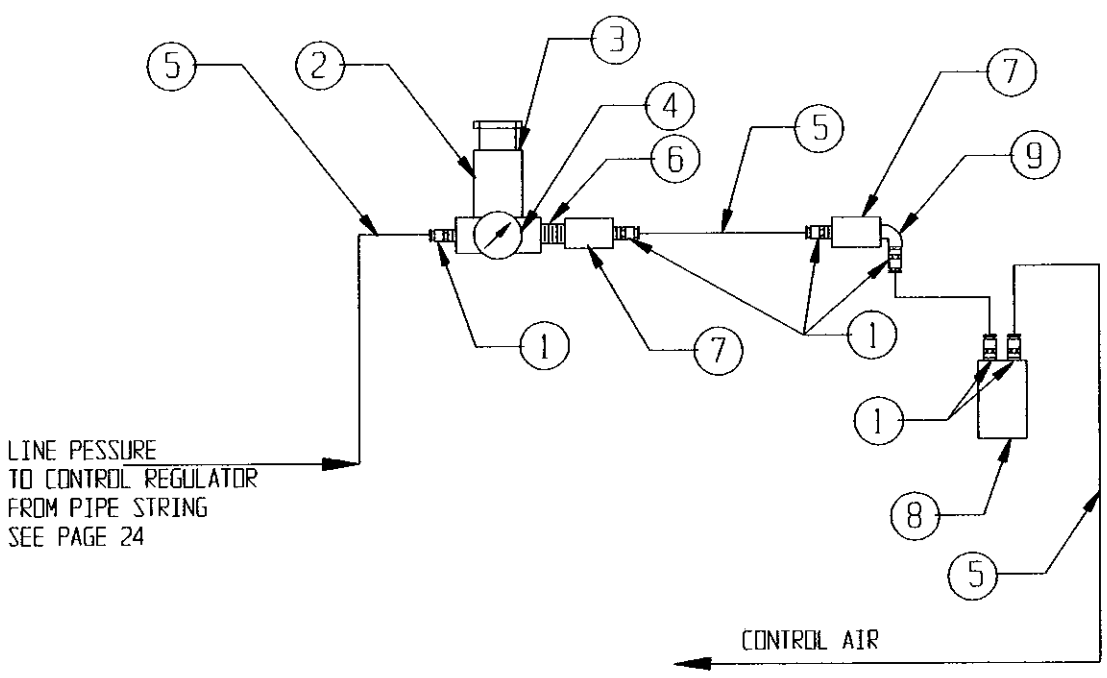 3
5
2
7
4
5
6
9
1
7
1
1
LINE PESSURE
TO CONTROL REGULATOR
FROM PIPE STRING
SEE PAGE 24
8
5
CONTROL AIR